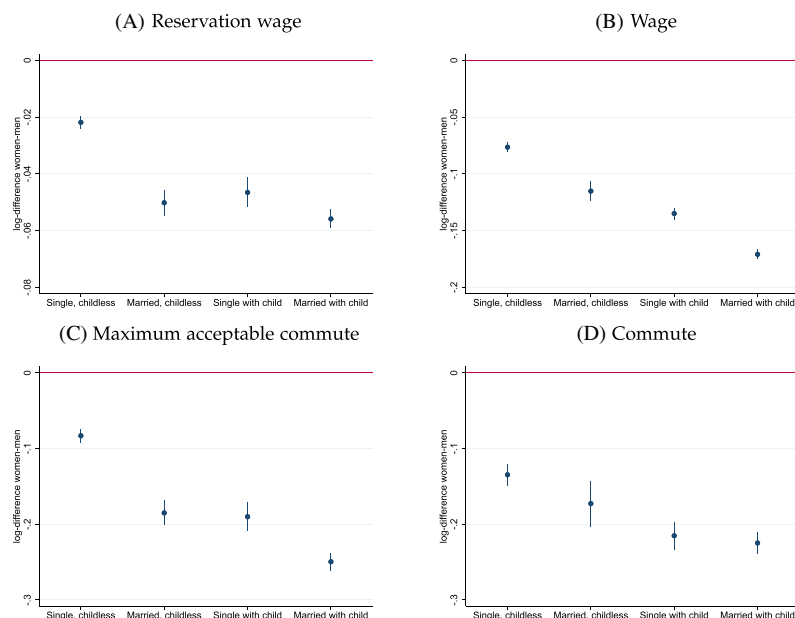 (A) Reservation wage
log-difference women-men
0
-.02
-.04
-.06
-.08
Single, childless Married, childless Single with child Married with child
(B) Wage
log-difference women-men
0
-.05
-.1
-.15
-.2
Single, childless Married, childless Single with child Married with child
(C) Maximum acceptable commute
log-difference women-men
0
-.1
-.2
-.3
Single, childless Married, childless Single with child Married with child
(D) Commute
log-difference women-men
0
-.1
-.2
-.3
Single, childless Married, childless Single with child Married with child